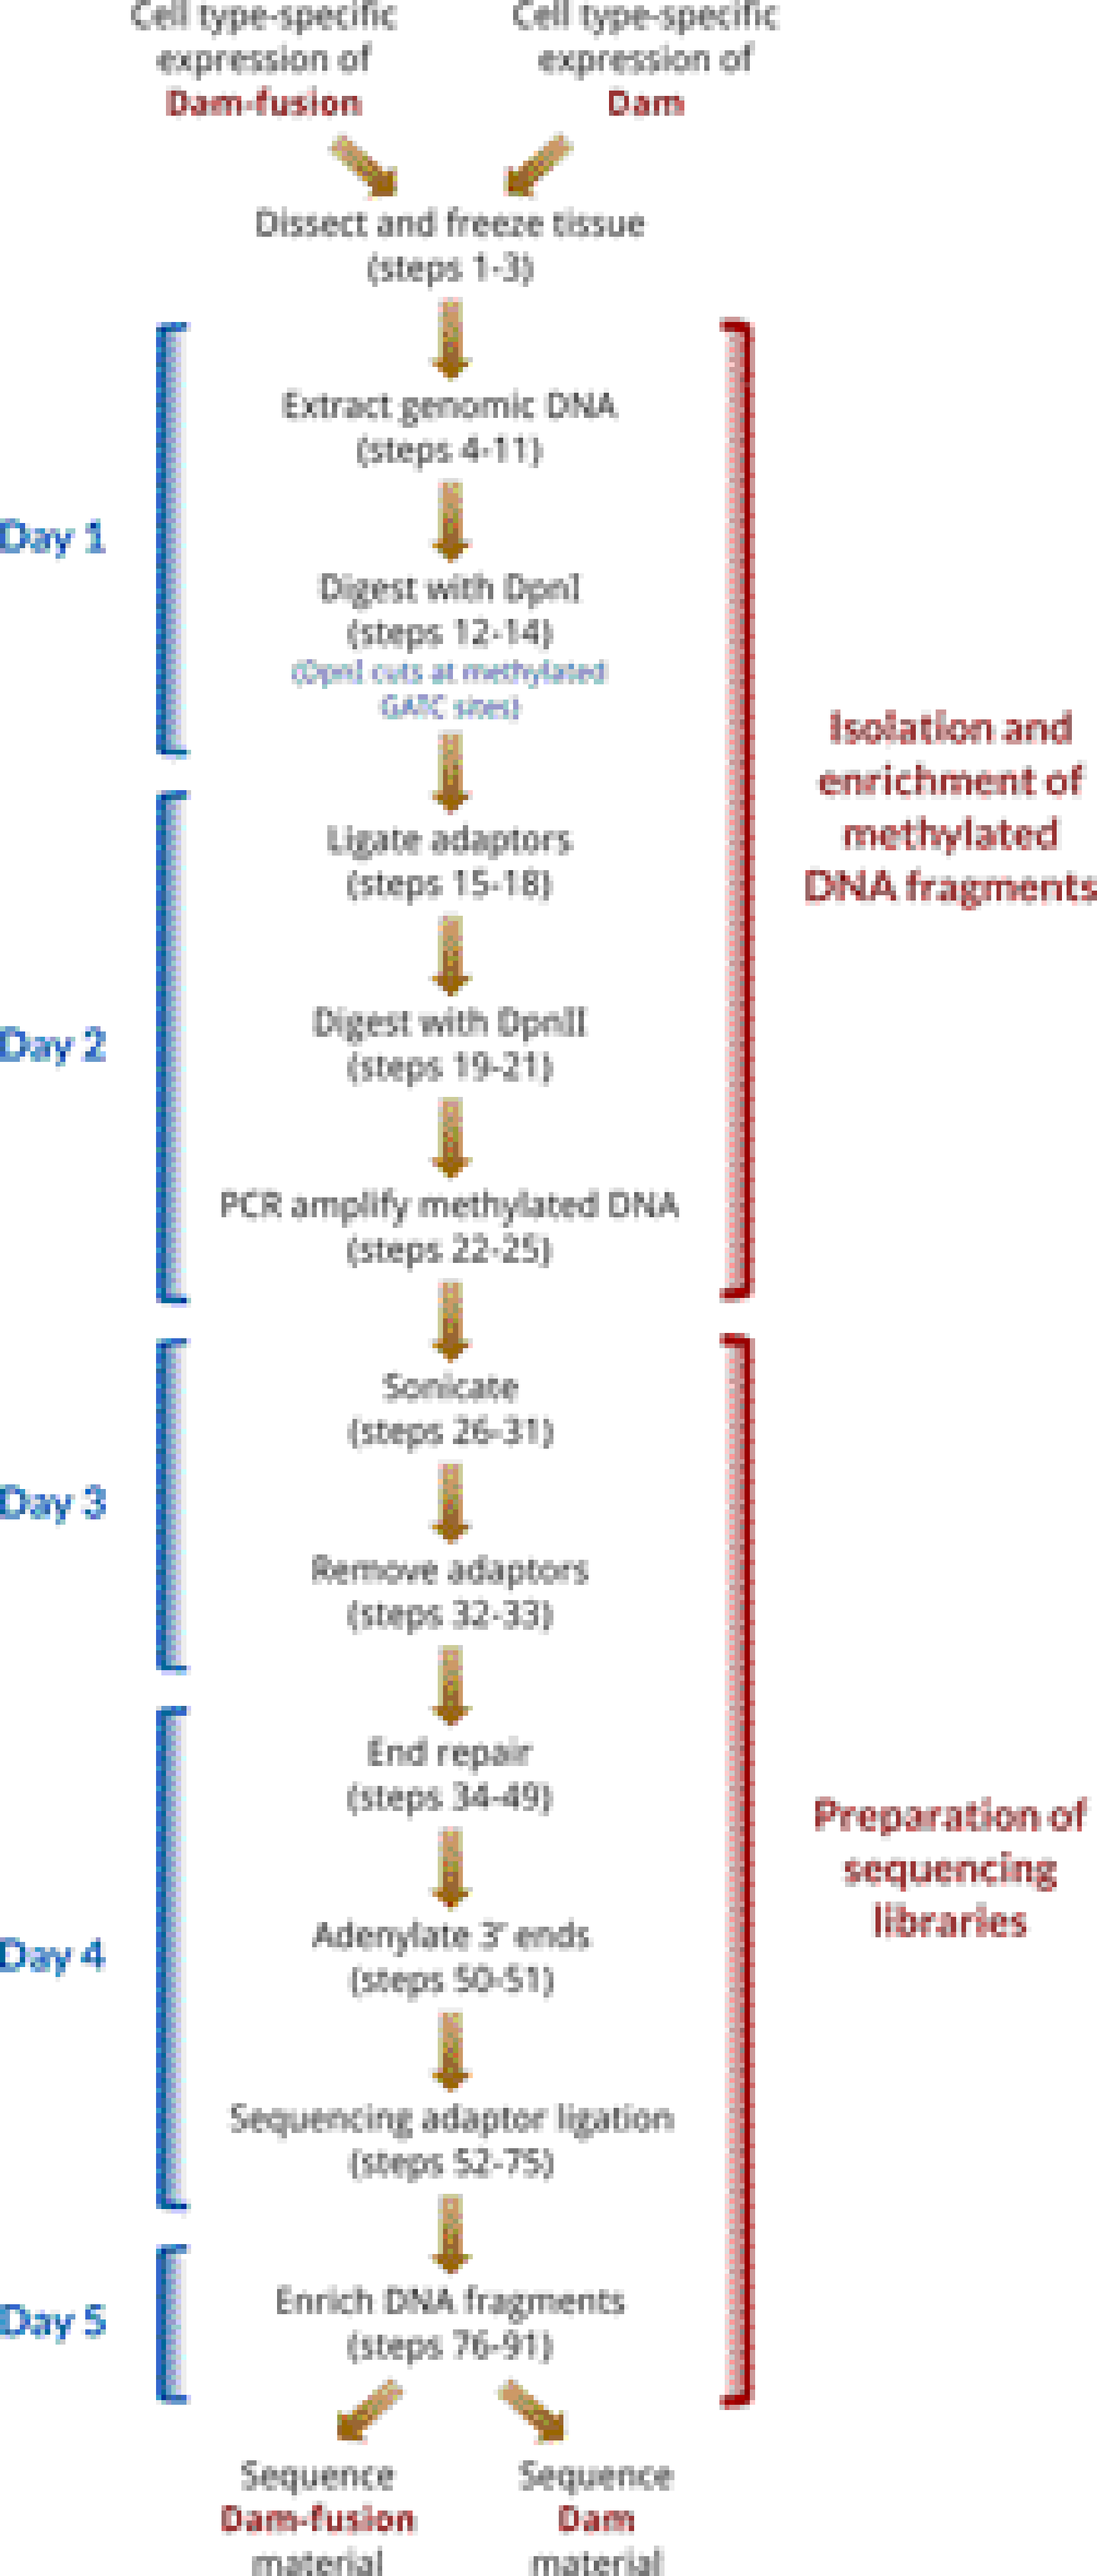 Cell type-specific
expression of
Dam-fusion
Cell type-specific
expression of
Dam
Dissect and freeze tissue
(steps 1-3)
Extract genomic DNA
(steps 4-11)
Day 1
Digest with DpnI
(steps 12-14)
(DpnI cuts at methylated
GATC sites)
Isolation and
enrichment of
methylated
DNA fragments
Ligate adaptors
(steps 15-18)
Day 2
Digest with DpnII
(steps 19-21)
PCR amplify methylated DNA
(steps 22-25)
Sonicate
(steps 26-31)
Day 3
Remove adaptors
(steps 32-33)
End repair
(steps 34-49)
Preparation of
sequencing
libraries
Day 4
Adenylate 3' ends
(steps 50-51)
Sequencing adaptor ligation
(steps 52-75)
Day 5
Enrich DNA fragments
(steps 76-91)
Sequence
Dam-fusion
material
Sequence
Dam
material